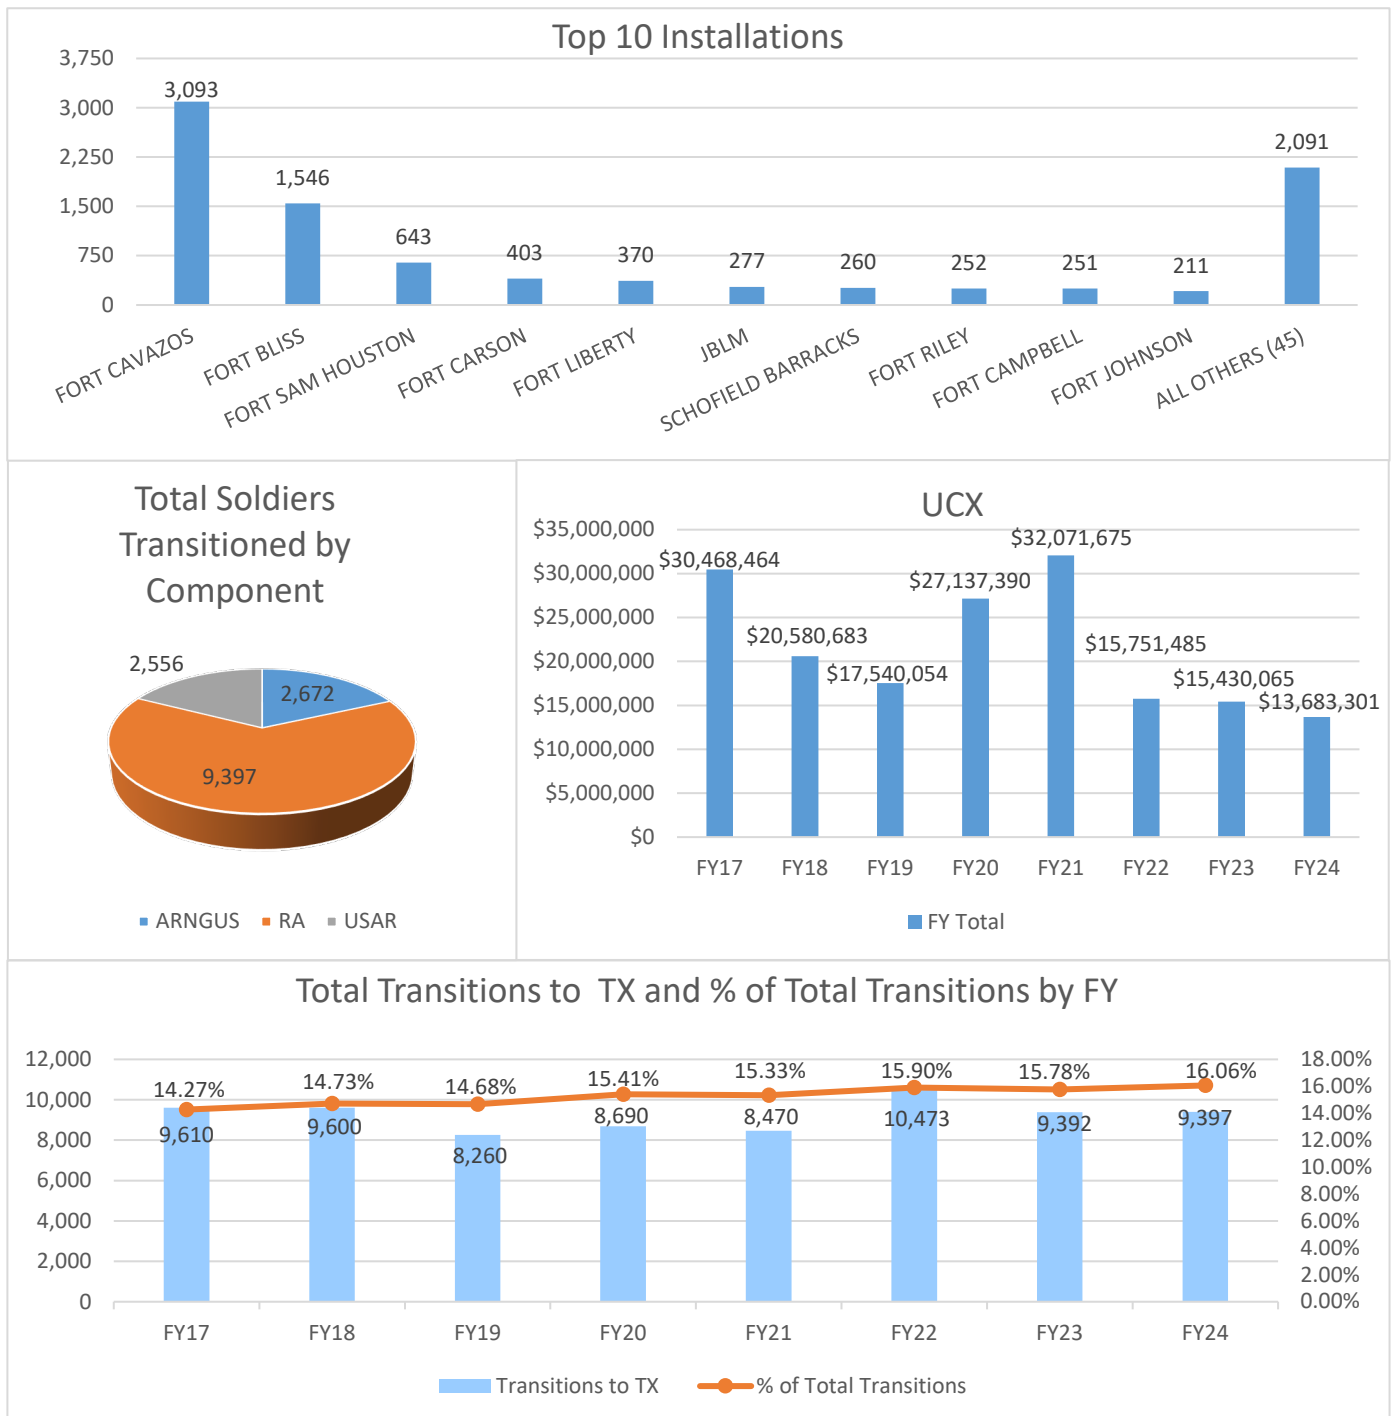 Top 10 Installations
3,750
3,000
2,250
1,500
750
0
3,093
1,546
643
403
370
277
260
252
251
211
2,091
FORT CAVAZOS
FORT BLISS
FORT SAM HOUSTON
FORT CARSON
FORT LIBERTY
JBLM
SCHOFIELD BARRACKS
FORT RILEY
FORT CAMPBELL
FORT JOHNSON
ALL OTHERS (45)
Total Soldiers
Transitioned by
Component
2,556
2,672
9,397
ARNGUS RA USAR
UCX
$35,000,000
$30,000,000
$25,000,000
$20,000,000
$15,000,000
$10,000,000
$5,000,000
$0
$30,468,464
$20,580,683
$17,540,054
$27,137,390
$32,071,675
$15,751,485
$15,430,065
$13,683,301
FY17 FY18 FY19 FY20 FY21 FY22 FY23 FY24
FY Total
Total Transitions to TX and % of Total Transitions by FY
12,000
10,000
8,000
6,000
4,000
2,000
0
14.27% 14.73% 14.68% 15.41% 15.33% 15.90% 15.78% 16.06%
9,610 9,600 8,260 8,690 8,470 10,473 9,392 9,397
18.00%
16.00%
14.00%
12.00%
10.00%
8.00%
6.00%
4.00%
2.00%
0.00%
FY17 FY18 FY19 FY20 FY21 FY22 FY23 FY24
Transitions to TX % of Total Transitions